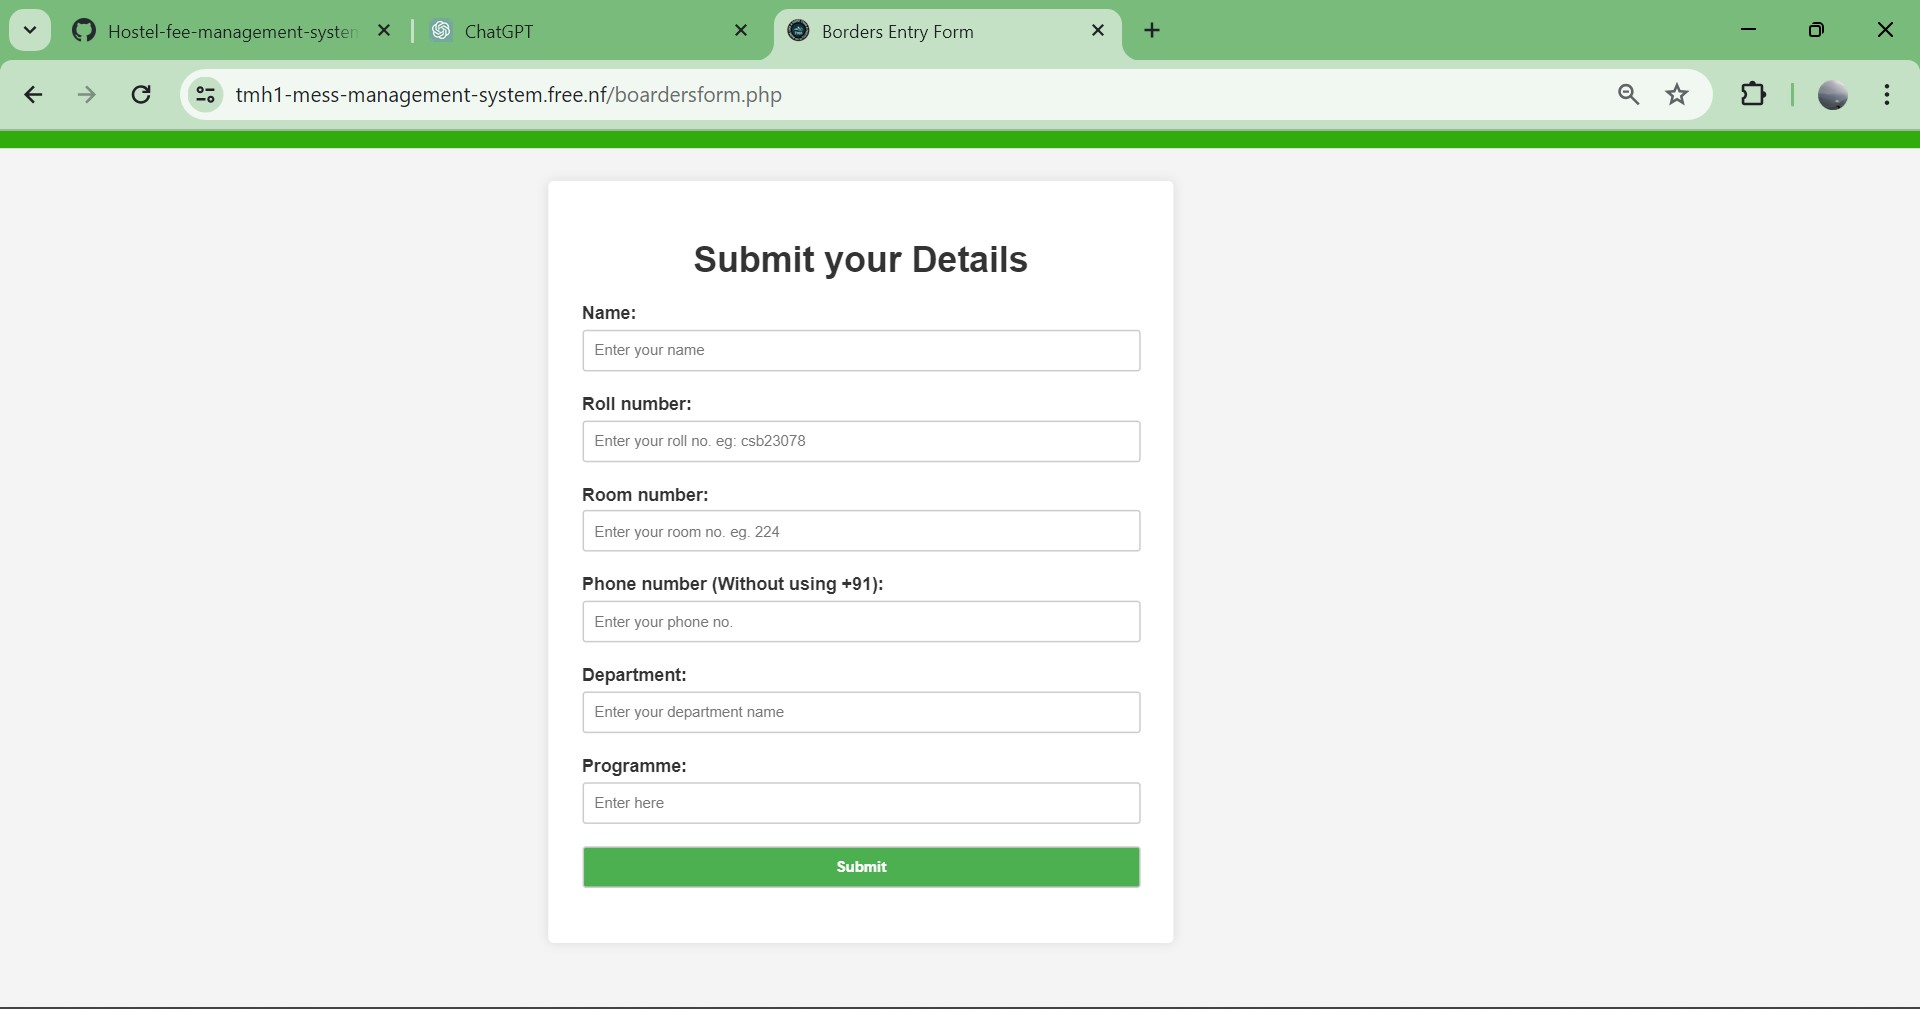 Hostel-fee-management-system
ChatGPT
Borders Entry Form
tmh1-mess-management-system.free.nf/boardersform.php
Submit your Details
Name:
Enter your name
Roll number:
Enter your roll no. eg: csb23078
Room number:
Enter your room no. eg. 224
Phone number (Without using +91):
Enter your phone no.
Department:
Enter your department name
Programme:
Enter here
Submit